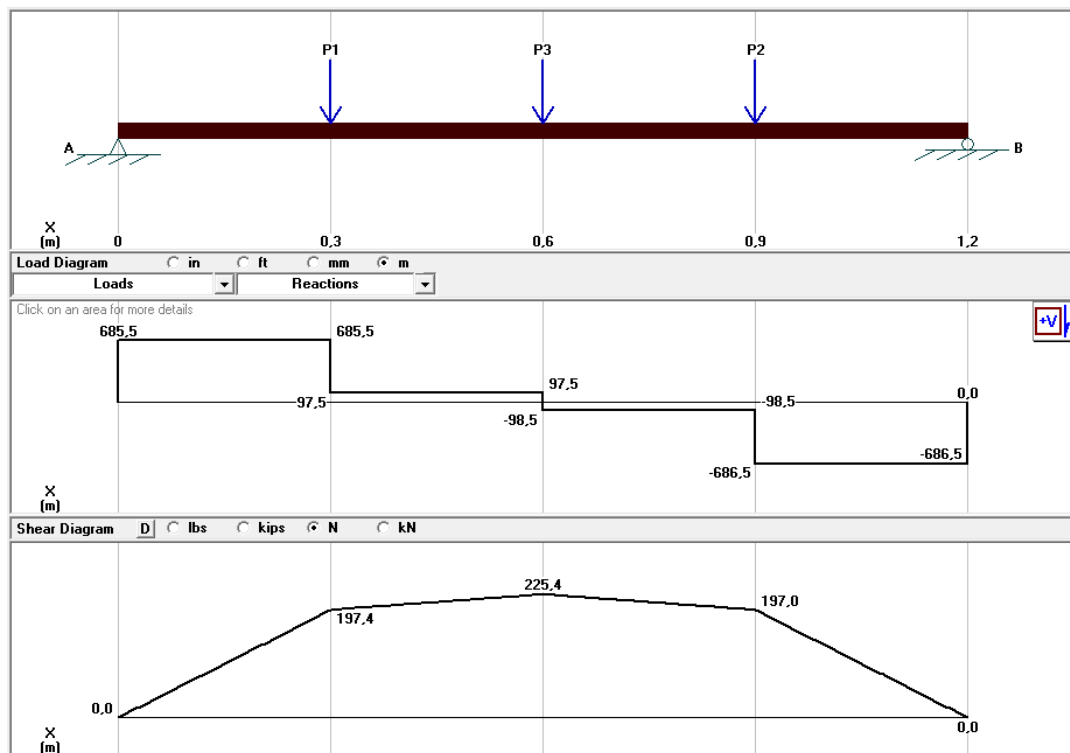 P1 P3 P2
A B
X
(m) 0 0,3 0,6 0,9 1,2
Load Diagram in ft mm m
Loads Reactions
Click on an area for more details
+V
685,5 685,5
97,5 0,0
97,5 -98,5
-98,5
-686,5 -686,5
X
(m)
Shear Diagram D lbs kips N kN
225,4
197,4 197,0
0,0 0,0
X
(m)